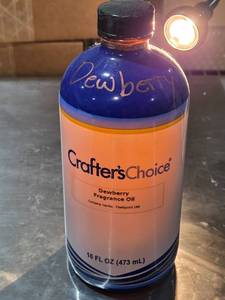 Dewberry
Crafter's Choice®
Dewberry
Fragrance Oil
16 FL OZ (473 mL)